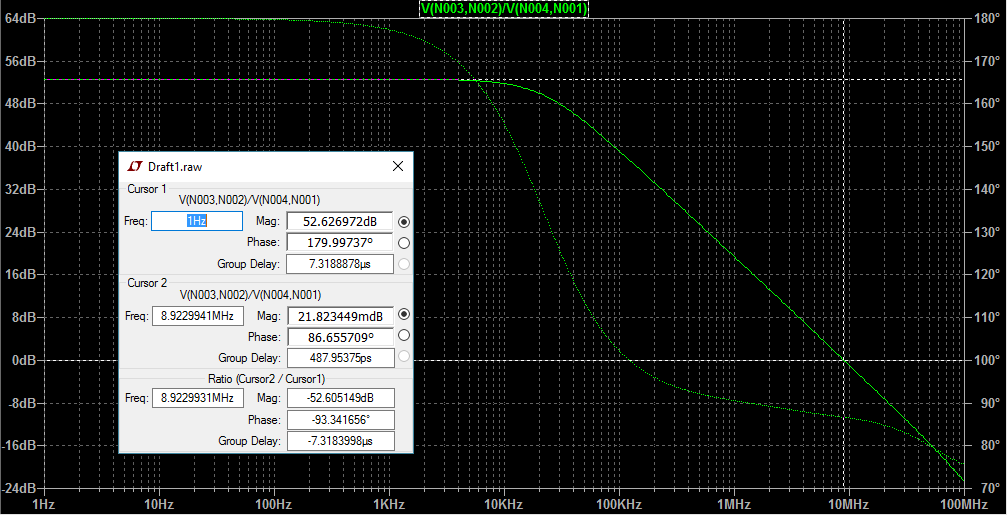 V(N003,N002)/V(N004,N001)
64dB
56dB
48dB
40dB
32dB
24dB
16dB
8dB
0dB
-8dB
-16dB
-24dB
180°
170°
160°
150°
140°
130°
120°
110°
100°
90°
80°
70°
Draft1.raw
Cursor 1
V(N003,N002)/V(N004,N001)
Freq: 1Hz Mag: 52.626972dB
Phase: 179.99737°
Group Delay: 7.3188878µs
Cursor 2
V(N003,N002)/V(N004,N001)
Freq: 8.9229941MHz Mag: 21.823449mdB
Phase: 86.655709°
Group Delay: 487.95375ps
Ratio (Cursor2 / Cursor1)
Freq: 8.9229931MHz Mag: -52.605149dB
Phase: -93.341656°
Group Delay: -7.3183998µs
1Hz 10Hz 100Hz 1KHz 10KHz 100KHz 1MHz 10MHz 100MHz